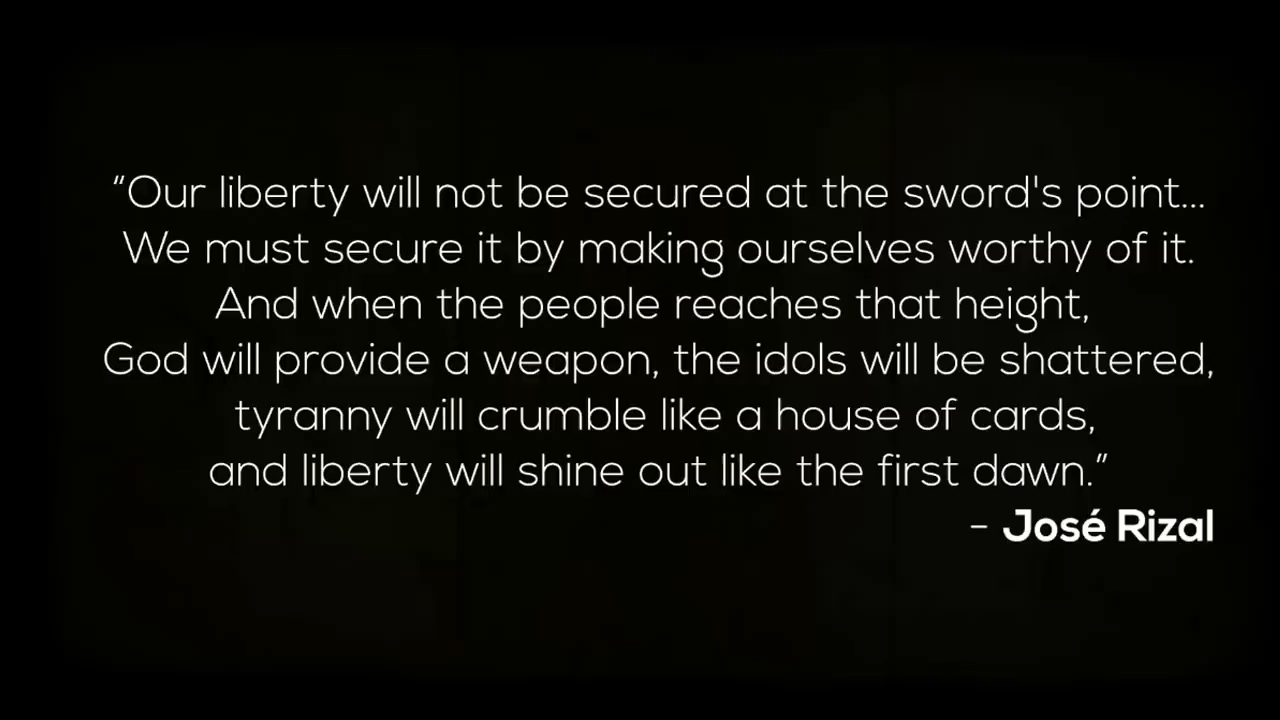 “Our liberty will not be secured at the sword's point...
We must secure it by making ourselves worthy of it.
And when the people reaches that height,
God will provide a weapon, the idols will be shattered,
tyranny will crumble like a house of cards,
and liberty will shine out like the first dawn.”
- José Rizal